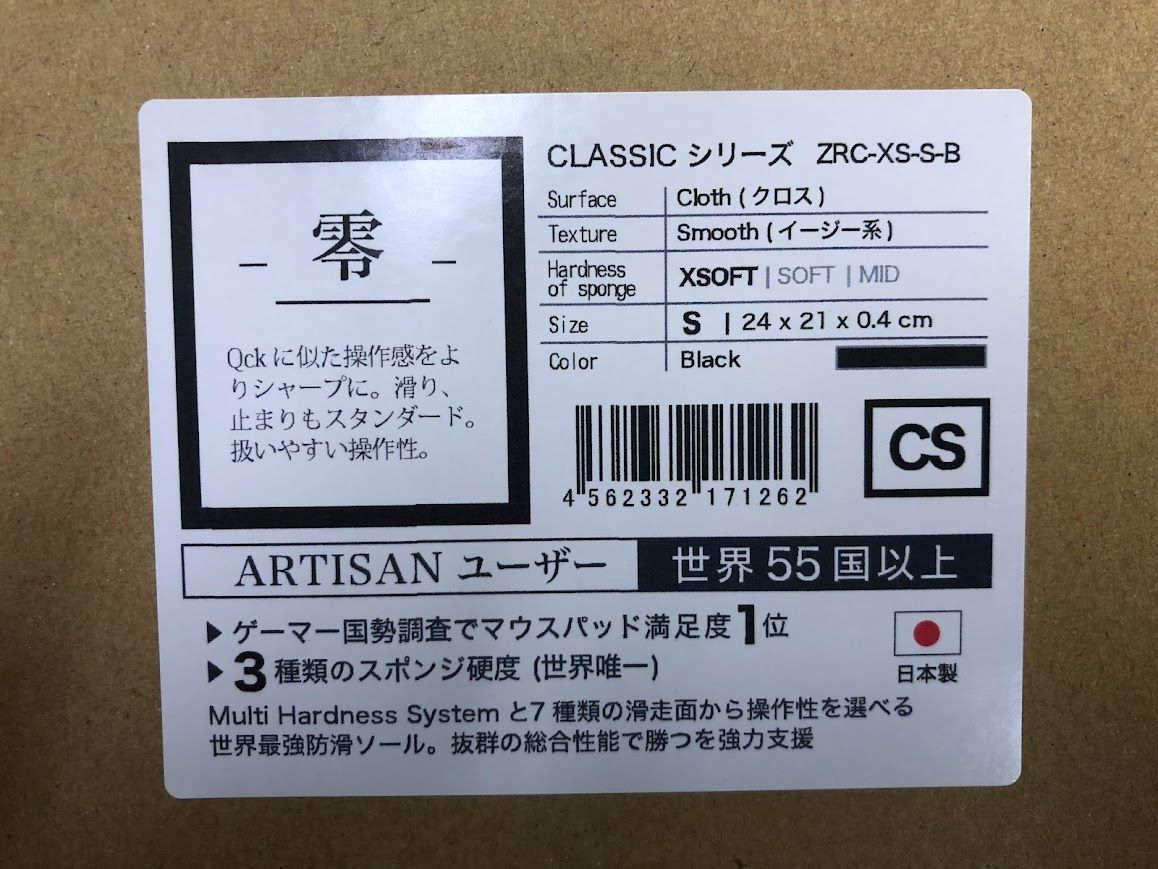 零
Qck に似た操作感をよ
りシャープに。滑り、
止まりもスタンダード。
扱いやすい操作性。
CLASSIC シリーズ ZRC-XS-S-B
Surface Cloth ( クロス )
Texture Smooth ( イージー系 )
Hardness of sponge XSOFT | SOFT | MID
Size S | 24 x 21 x 0.4 cm
Color Black
4 562332 171262
CS
ARTISAN ユーザー 世界 55 国以上
▶ ゲーマー国勢調査でマウスパッド満足度 1 位
▶ 3 種類のスポンジ硬度 (世界唯一)
日本製
Multi Hardness System と7 種類の滑走面から操作性を選べる
世界最強防滑ソール。抜群の総合性能で勝つを強力支援